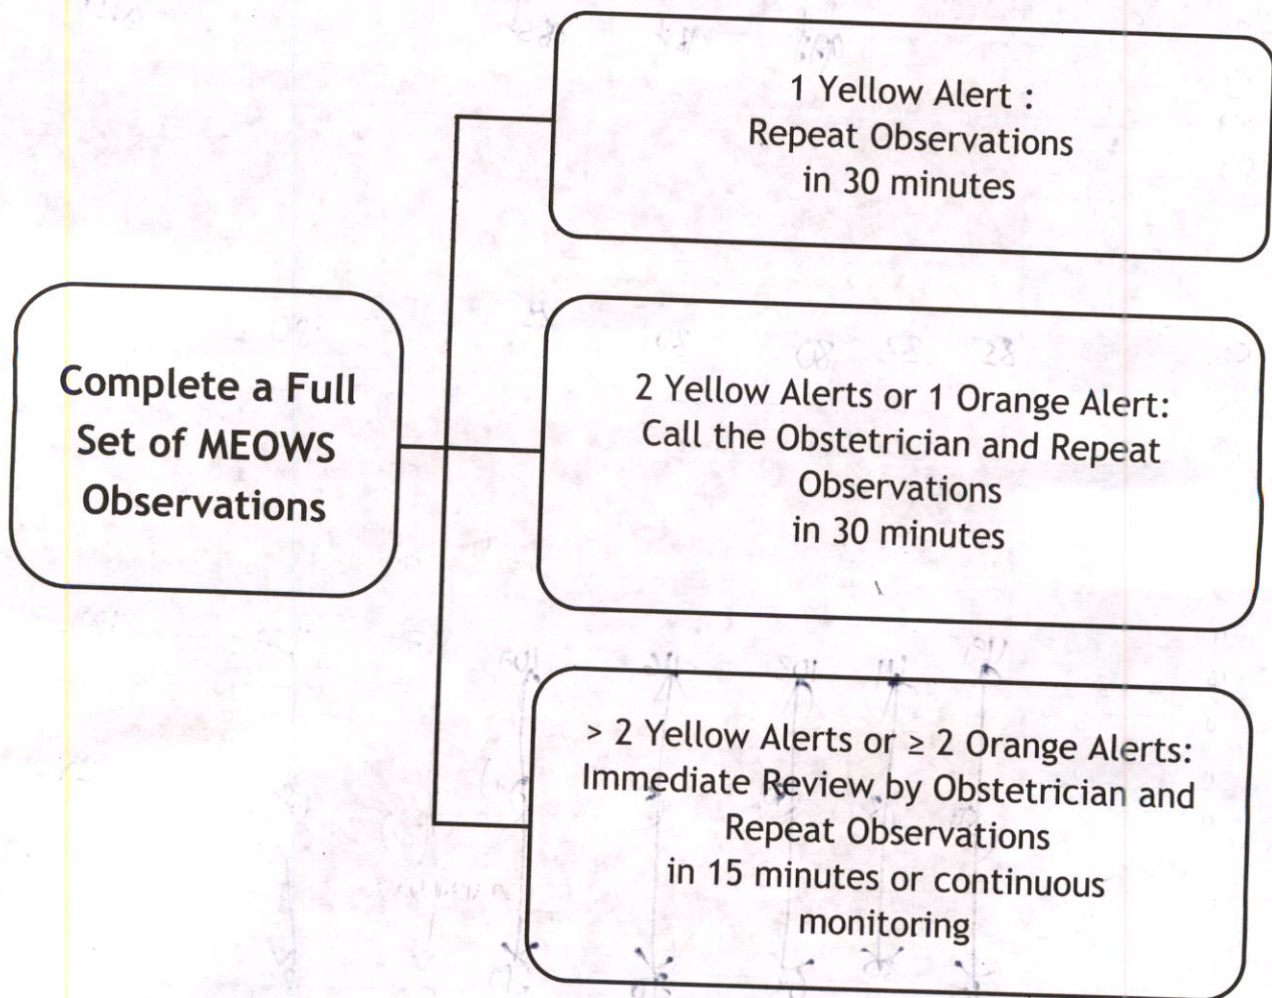 1 Yellow Alert :
Repeat Observations
in 30 minutes
Complete a Full
Set of MEOWS
Observations
2 Yellow Alerts or 1 Orange Alert:
Call the Obstetrician and Repeat
Observations
in 30 minutes
> 2 Yellow Alerts or ≥ 2 Orange Alerts:
Immediate Review by Obstetrician and
Repeat Observations
in 15 minutes or continuous
monitoring